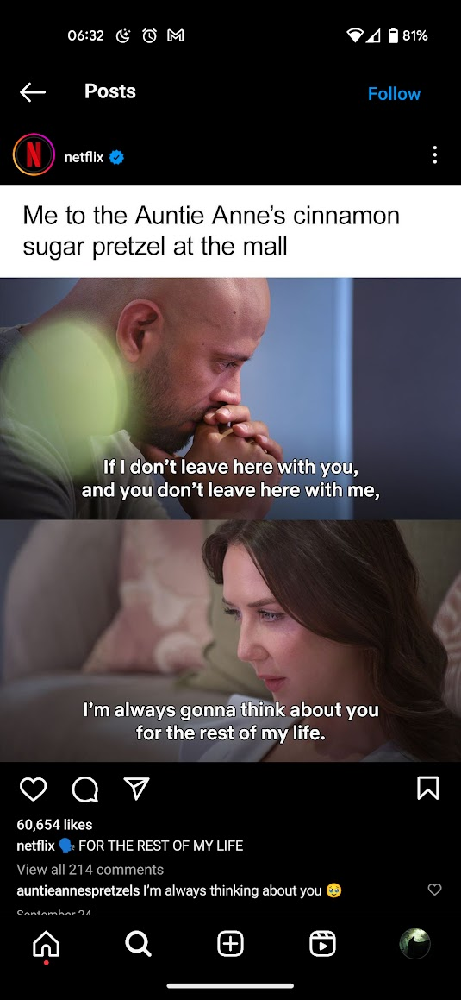 06:32 81%
Posts
Follow
netflix
Me to the Auntie Anne's cinnamon
sugar pretzel at the mall
If I don't leave here with you,
and you don't leave here with me,
I'm always gonna think about you
for the rest of my life.
60,654 likes
netflix 🗣️ FOR THE REST OF MY LIFE
View all 214 comments
auntieannespretzels I'm always thinking about you 🥹
September 24